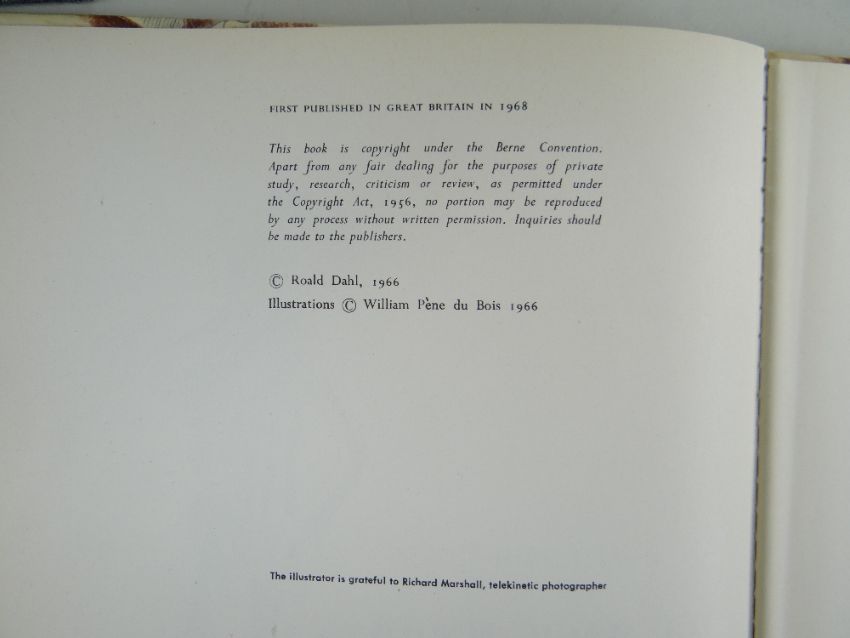 FIRST PUBLISHED IN GREAT BRITAIN IN 1968
This book is copyright under the Berne Convention.
Apart from any fair dealing for the purposes of private
study, research, criticism or review, as permitted under
the Copyright Act, 1956, no portion may be reproduced
by any process without written permission. Inquiries should
be made to the publishers.
© Roald Dahl, 1966
Illustrations © William Pène du Bois 1966
The illustrator is grateful to Richard Marshall, telekinetic photographer